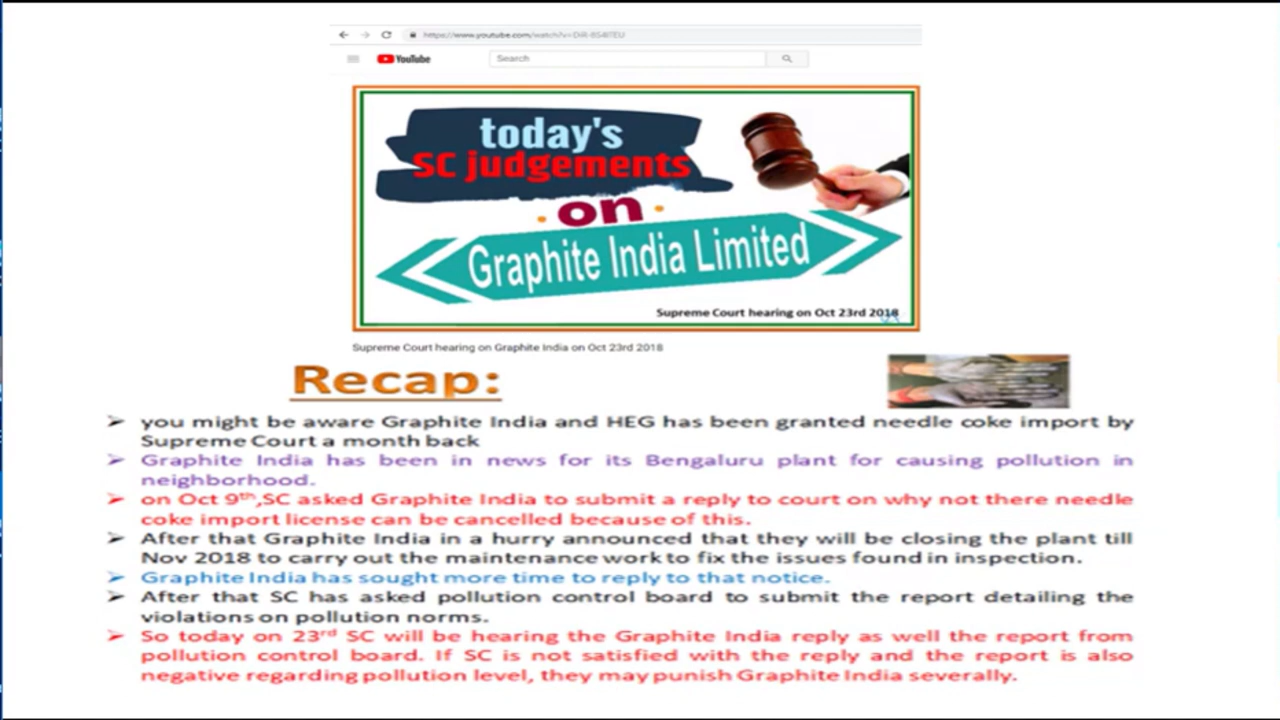 https://www.youtube.com/watch?v=
YouTube
Search
today's
SC judgements
on
Graphite India Limited
Supreme Court hearing on Oct 23rd 2018
Supreme Court hearing on Graphite India on Oct 23rd 2018
Recap:
➢ you might be aware Graphite India and HEG has been granted needle coke import by
Supreme Court a month back
➢ Graphite India has been in news for its Bengaluru plant for causing pollution in
neighborhood.
➢ on Oct 9th,SC asked Graphite India to submit a reply to court on why not there needle
coke import license can be cancelled because of this.
➢ After that Graphite India in a hurry announced that they will be closing the plant till
Nov 2018 to carry out the maintenance work to fix the issues found in inspection.
➢ Graphite India has sought more time to reply to that notice.
➢ After that SC has asked pollution control board to submit the report detailing the
violations on pollution norms.
➢ So today on 23rd SC will be hearing the Graphite India reply as well the report from
pollution control board. If SC is not satisfied with the reply and the report is also
negative regarding pollution level, they may punish Graphite India severally.